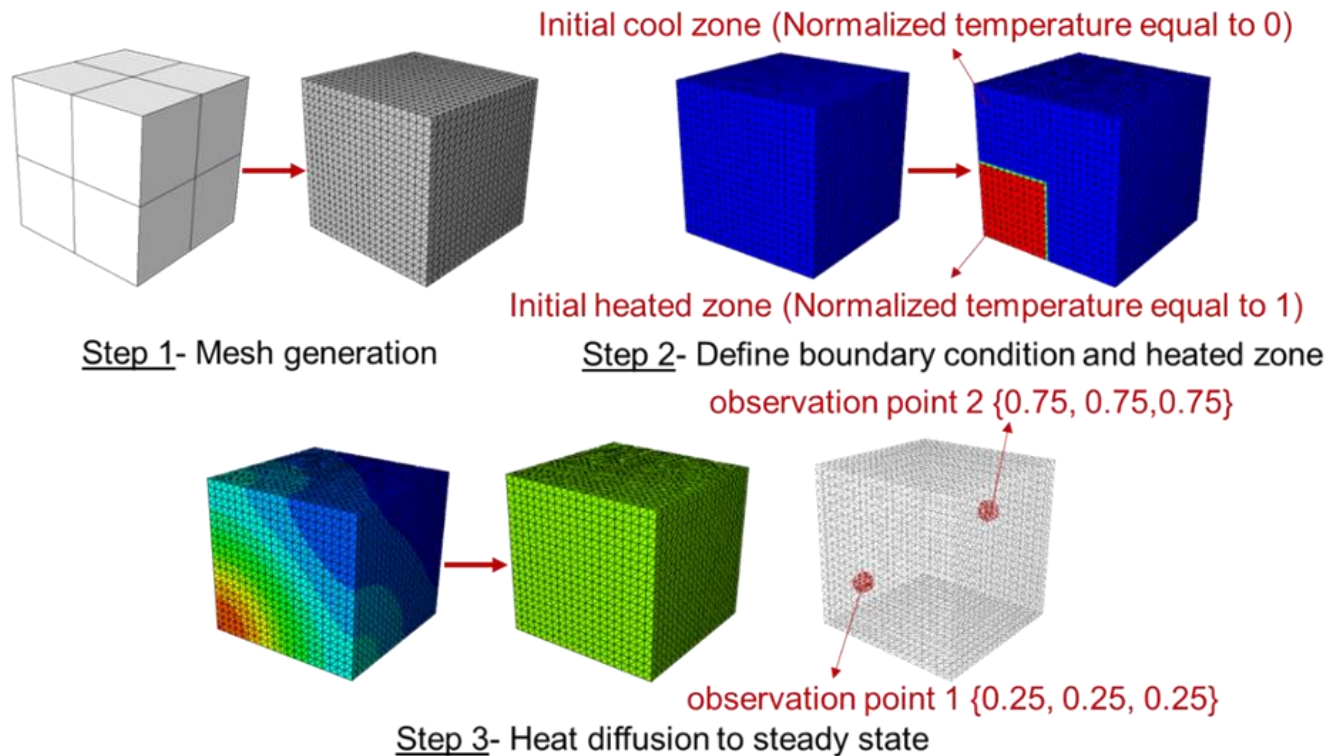 Initial cool zone (Normalized temperature equal to 0)
Initial heated zone (Normalized temperature equal to 1)
Step 1- Mesh generation
Step 2- Define boundary condition and heated zone
observation point 2 {0.75, 0.75,0.75}
observation point 1 {0.25, 0.25, 0.25}
Step 3- Heat diffusion to steady state